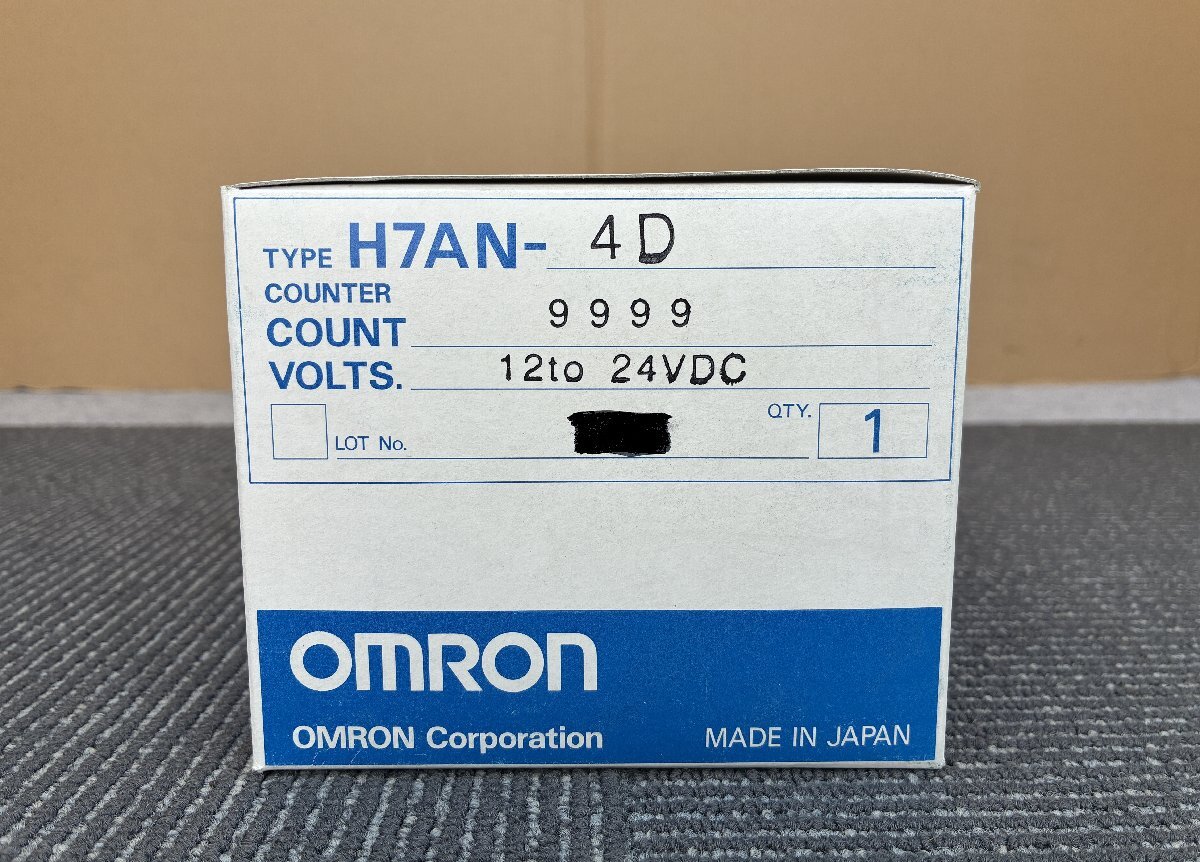 TYPE H7AN- 4D
COUNTER
COUNT 9999
VOLTS. 12to 24VDC
LOT No. QTY. 1
OMRON
OMRON Corporation MADE IN JAPAN